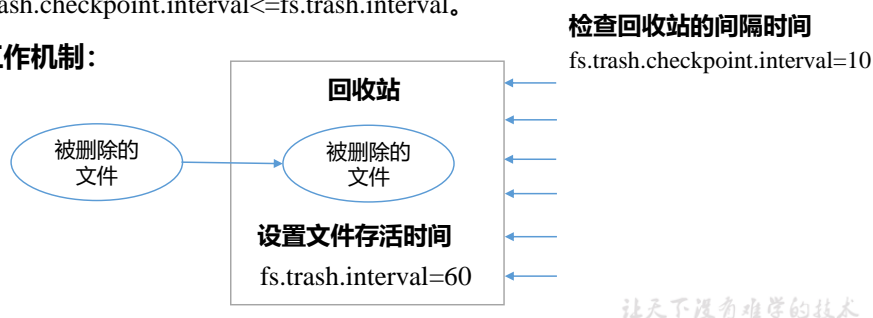 ash.checkpoint.interval<=fs.trash.interval。
工作机制：
检查回收站的间隔时间
fs.trash.checkpoint.interval=10
回收站
被删除的
文件
被删除的
文件
设置文件存活时间
fs.trash.interval=60
让天下没有难学的技术